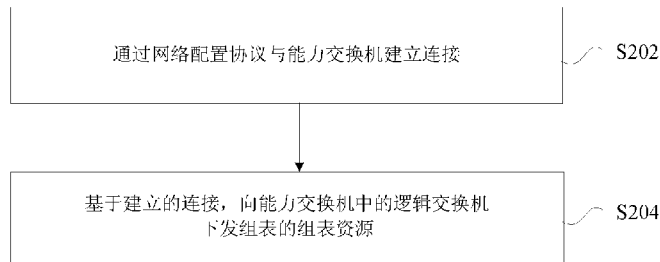 通过网络配置协议与能力交换机建立连接
S202
基于建立的连接，向能力交换机中的逻辑交换机
下发组表的组表资源
S204